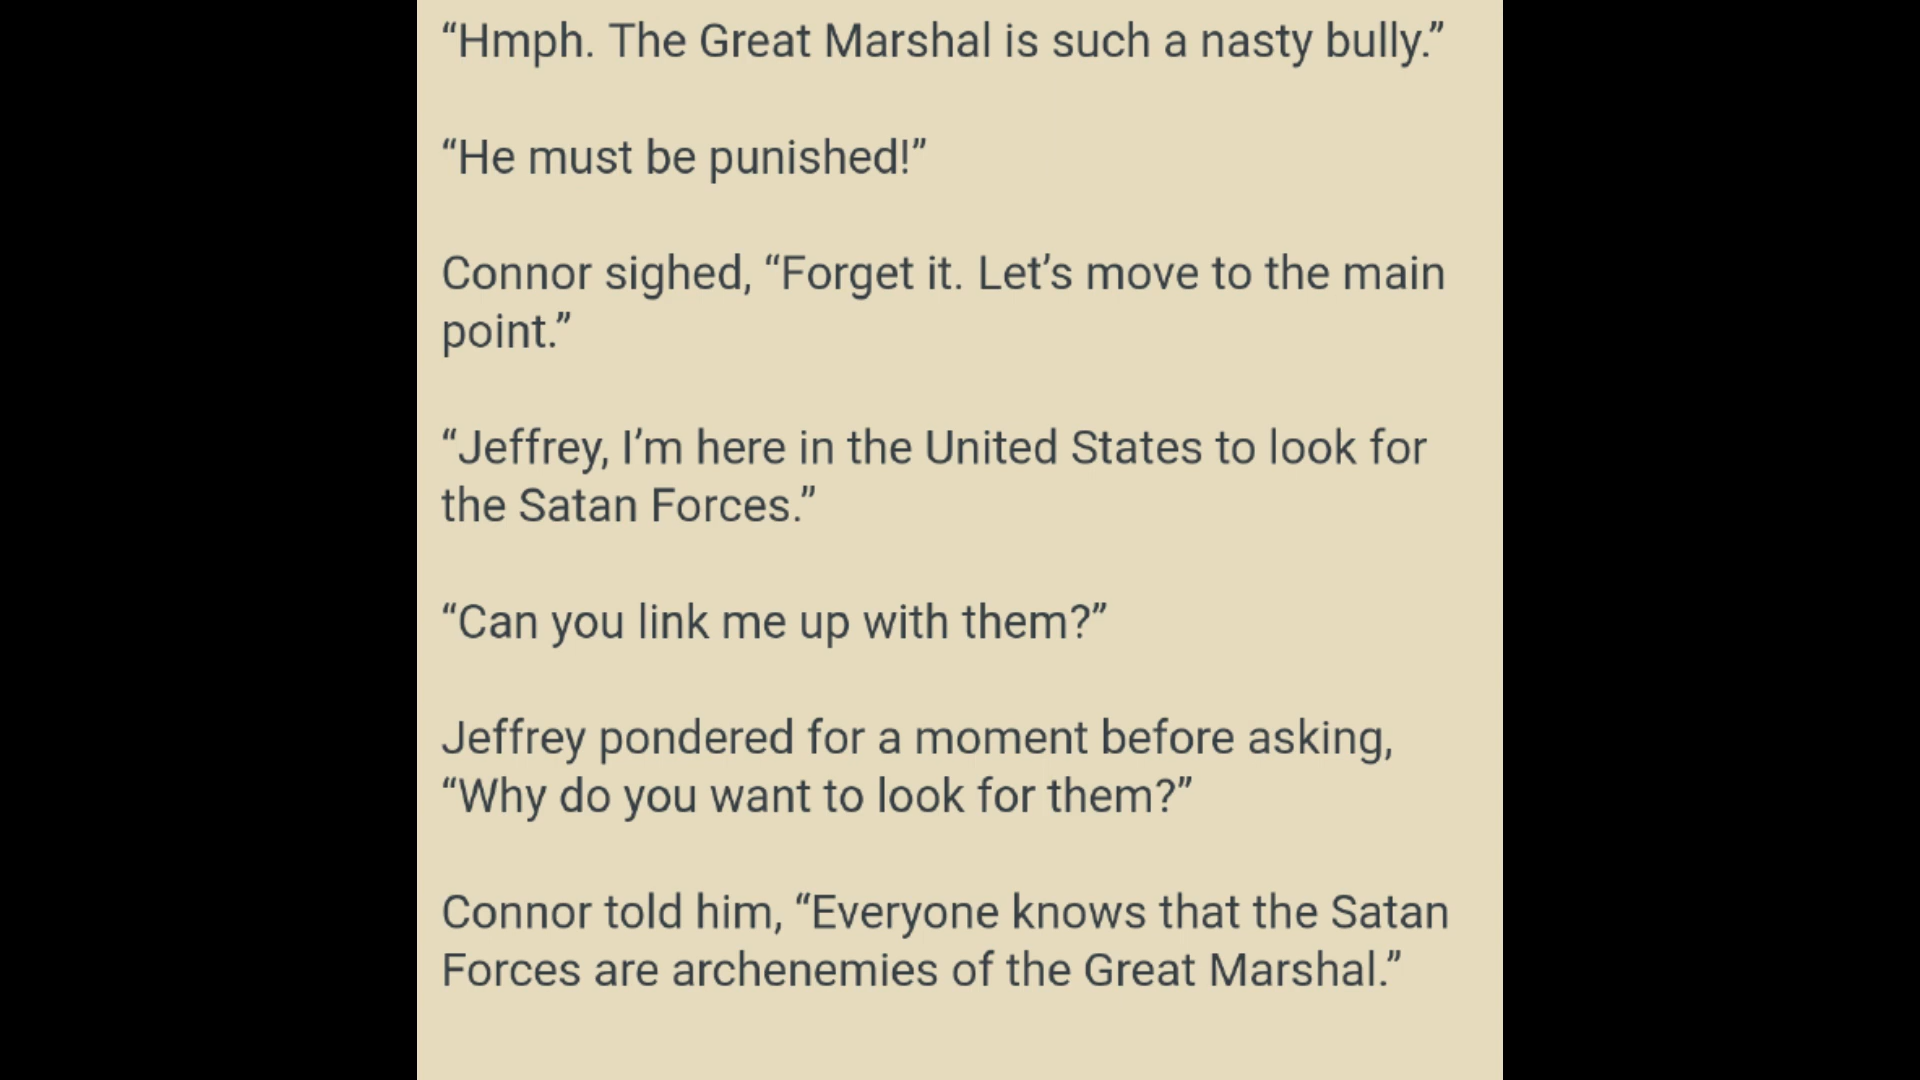 “Hmph. The Great Marshal is such a nasty bully.”
“He must be punished!”
Connor sighed, “Forget it. Let’s move to the main
point.”
“Jeffrey, I’m here in the United States to look for
the Satan Forces.”
“Can you link me up with them?”
Jeffrey pondered for a moment before asking,
“Why do you want to look for them?”
Connor told him, “Everyone knows that the Satan
Forces are archenemies of the Great Marshal.”